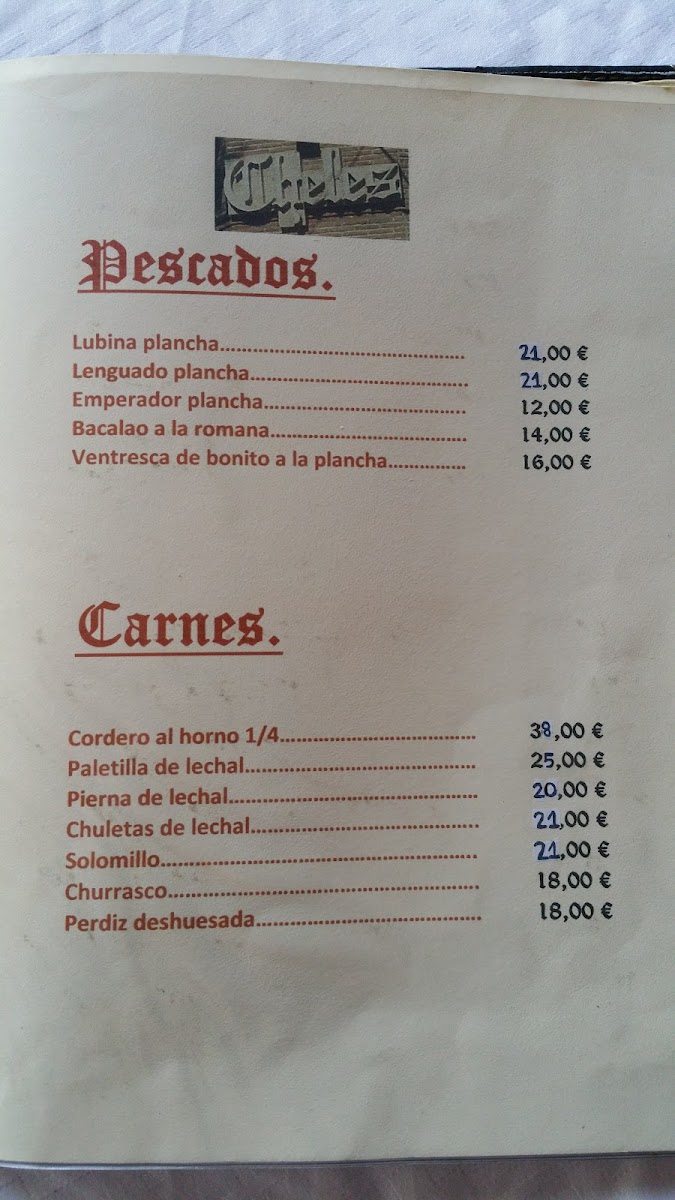 Cheles
Pescados.
Lubina plancha............................................. 21,00 €
Lenguado plancha........................................ 21,00 €
Emperador plancha..................................... 12,00 €
Bacalao a la romana.................................... 14,00 €
Ventresca de bonito a la plancha............... 16,00 €
Carnes.
Cordero al horno 1/4.................................... 38,00 €
Paletilla de lechal.......................................... 25,00 €
Pierna de lechal............................................. 20,00 €
Chuletas de lechal......................................... 21,00 €
Solomillo......................................................... 21,00 €
Churrasco........................................................ 18,00 €
Perdiz deshuesada........................................ 18,00 €